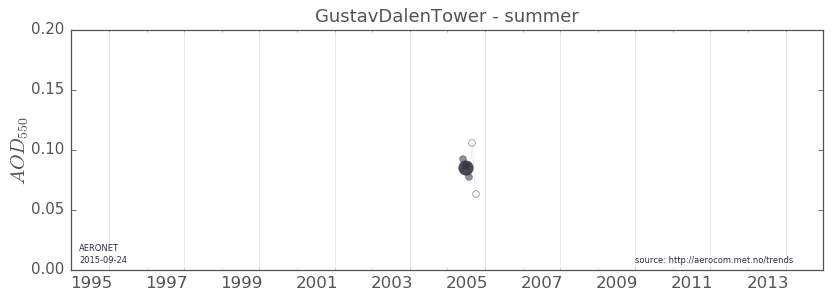 GustavDalenTower - summer
0.20
0.15
0.10
0.05
0.00
AOD550
AERONET
2015-09-24
source: http://aerocom.met.no/trends
1995 1997 1999 2001 2003 2005 2007 2009 2011 2013